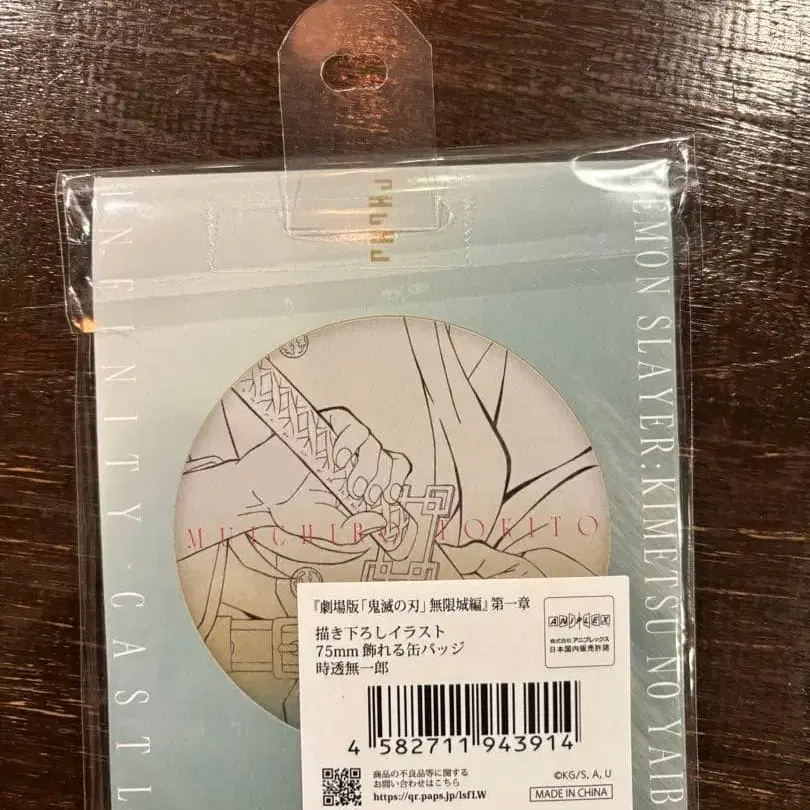 DEMON SLAYER:KIMETSU NO YAIB
INFINITY・CASTL
MUICHIRO TOKITO
『劇場版「鬼滅の刃」無限城編』第一章
描き下ろしイラスト
75mm 飾れる缶バッジ
時透無一郎
ANIPLEX
株式会社アニプレックス
日本国内販売許諾
4 582711 943914
商品の不良品等に関する
お問い合わせはこちら
https://qr.paps.jp/lsfLW
©KG/S, A, U
MADE IN CHINA